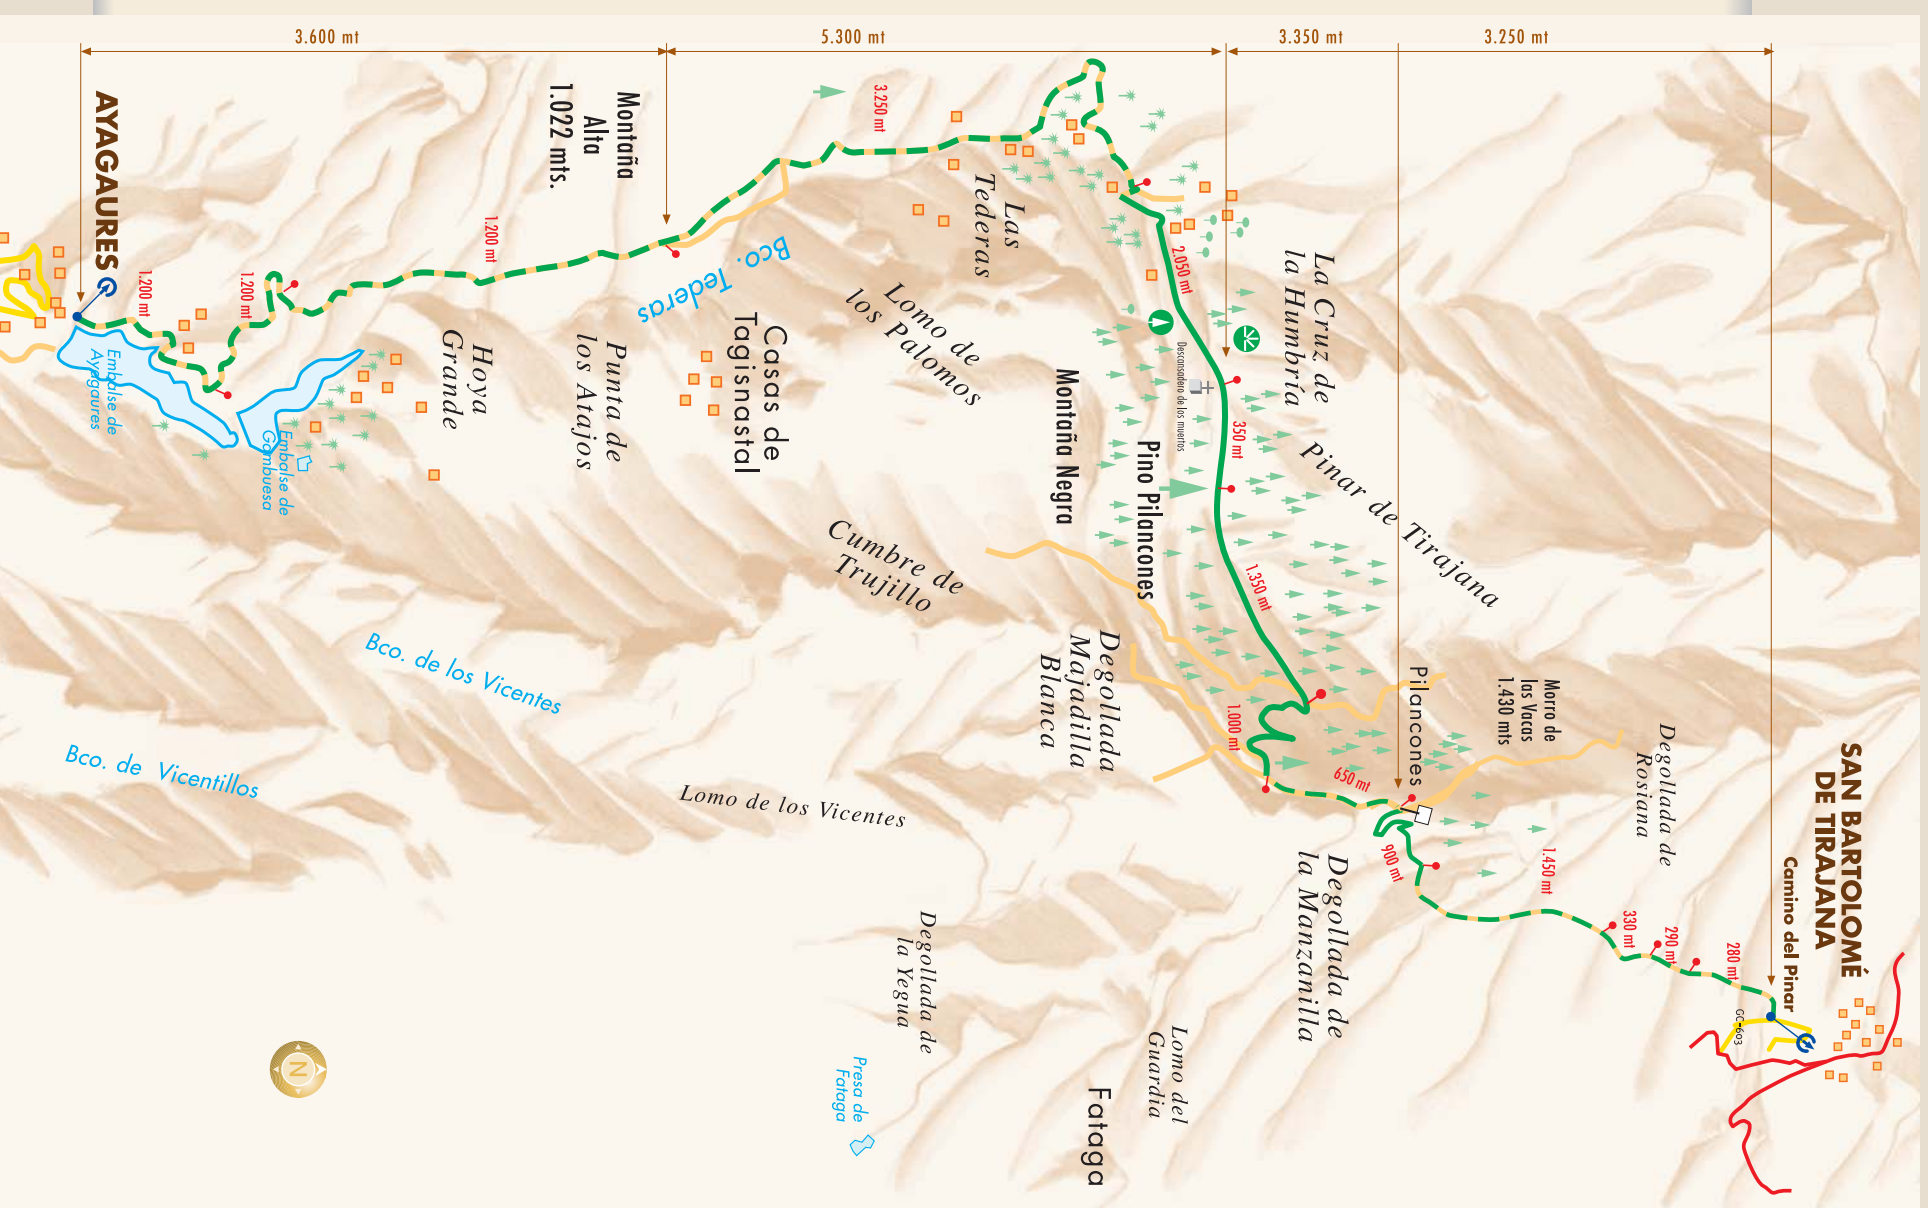 3.600 mt
5.300 mt
3.350 mt
3.250 mt
AYAGAURES
Montaña
Alta
1.022 mts.
3.250 mt
1.200 mt
1.200 mt
1.200 mt
Embalse de
Ayagaures
Embalse de
Gambuesa
Hoya
Grande
Punta de
los Atajos
Bco. Tederas
Casas de
Tagisnastal
Las
Tederas
Lomo de
los Palomos
La Cruz de
la Humbría
2.050 mt
Descansadero de los muertos
350 mt
Montaña Negra
Pino Pilancones
Pinar de Tirajana
1.350 mt
Cumbre de
Trujillo
Degollada
Majadilla
Blanca
1.000 mt
650 mt
Pilancones
Morro de
las Vacas
1.430 mts
Degollada de
Rosiana
SAN BARTOLOMÉ
DE TIRAJANA
Camino del Pinar
900 mt
1.450 mt
330 mt
290 mt
280 mt
GC-603
Degollada de
la Manzanilla
Bco. de los Vicentes
Bco. de Vicentillos
Lomo de los Vicentes
Degollada de
la Yegua
Lomo del
Guardia
Presa de
Fataga
Fataga
N